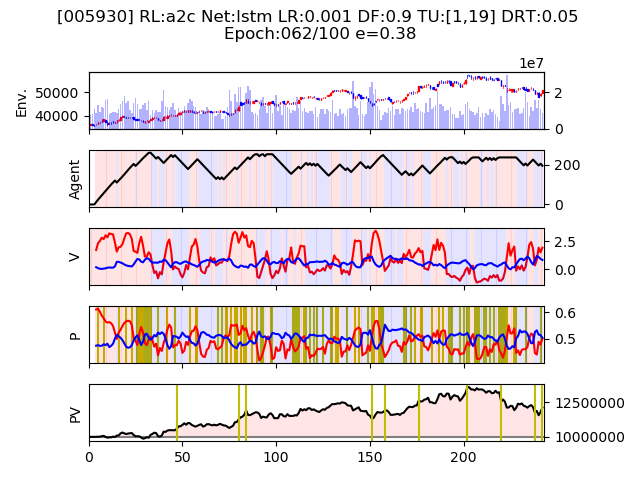 [005930] RL:a2c Net:lstm LR:0.001 DF:0.9 TU:[1,19] DRT:0.05
Epoch:062/100 e=0.38
1e7
Env.
50000
40000
2
0
Agent
200
0
V
2.5
0.0
P
0.6
0.5
PV
12500000
10000000
0 50 100 150 200